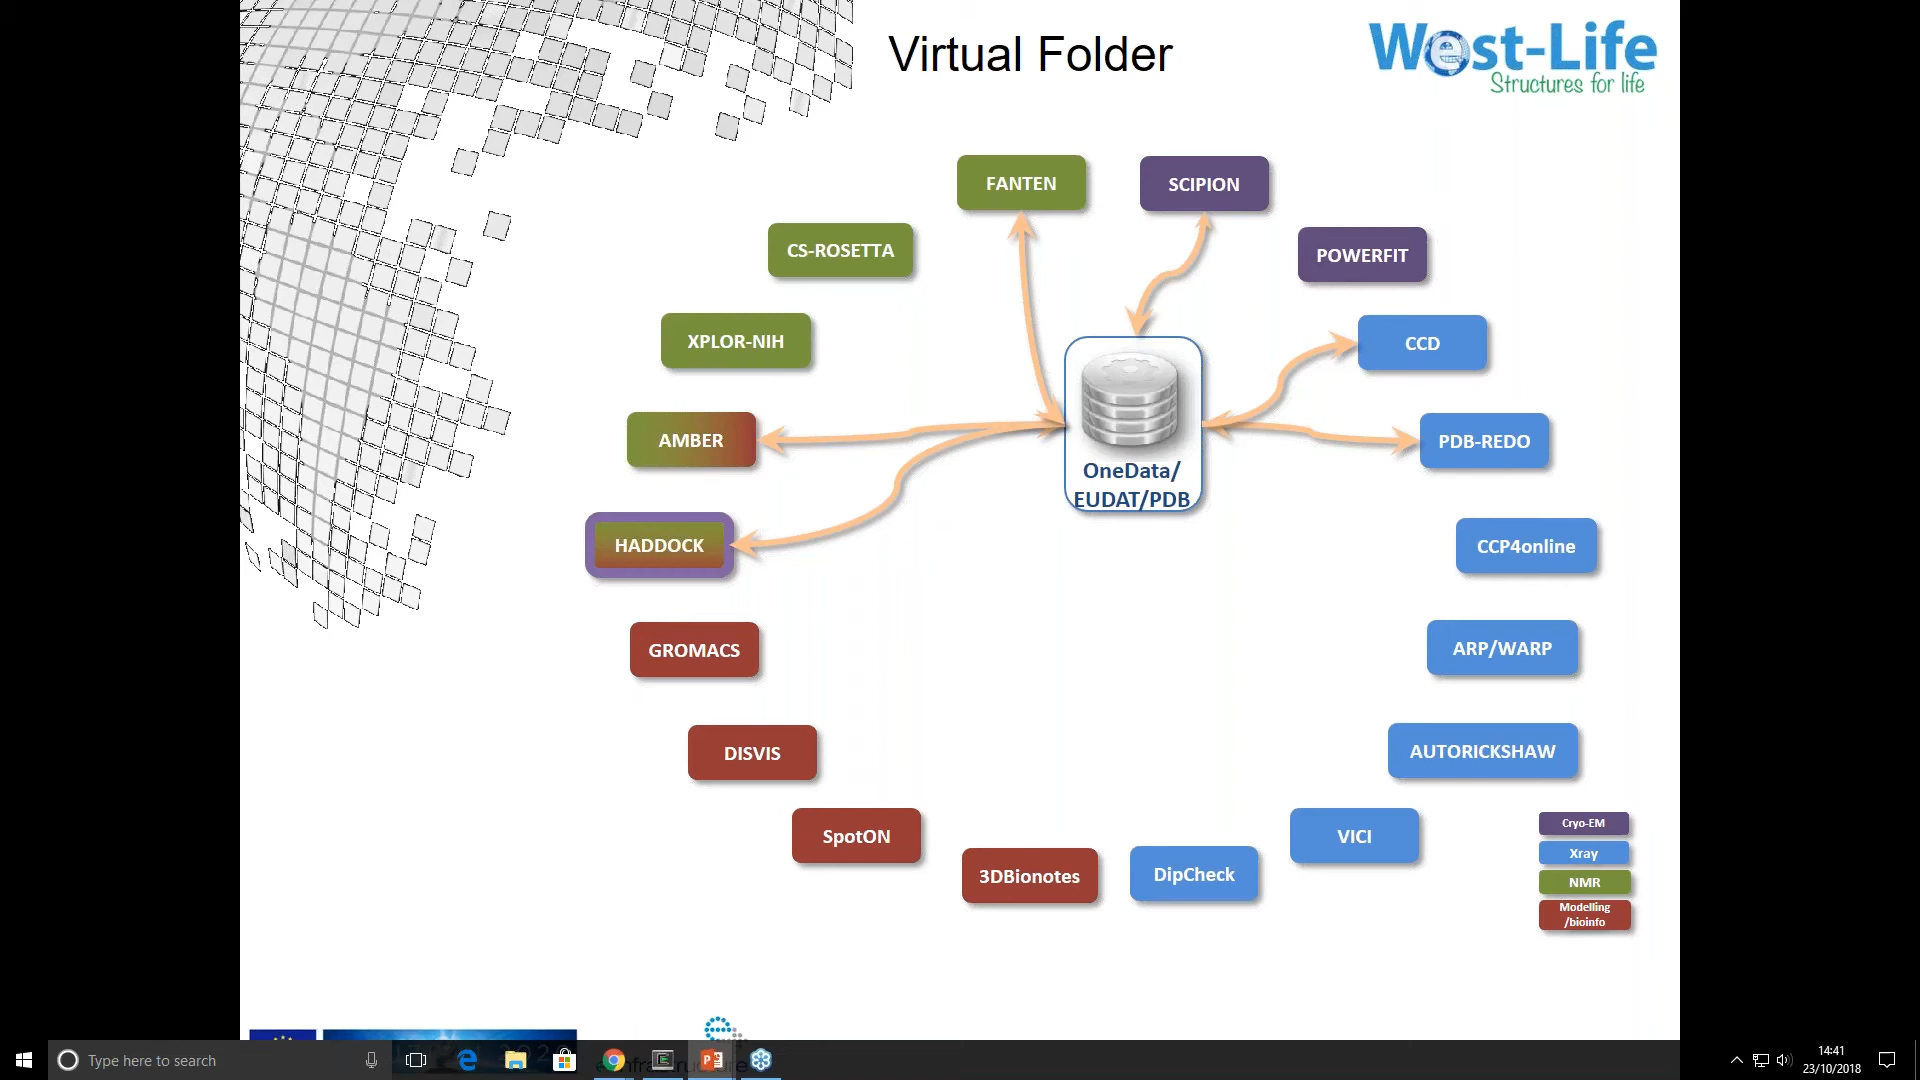 Virtual Folder
West-Life
Structures for life
FANTEN
SCIPION
CS-ROSETTA
POWERFIT
XPLOR-NIH
CCD
AMBER
PDB-REDO
OneData/
EUDAT/PDB
HADDOCK
CCP4online
GROMACS
ARP/WARP
DISVIS
AUTORICKSHAW
SpotON
VICI
3DBionotes
DipCheck
Cryo-EM
Xray
NMR
Modelling
/bioinfo
Type here to search
14:41
23/10/2018